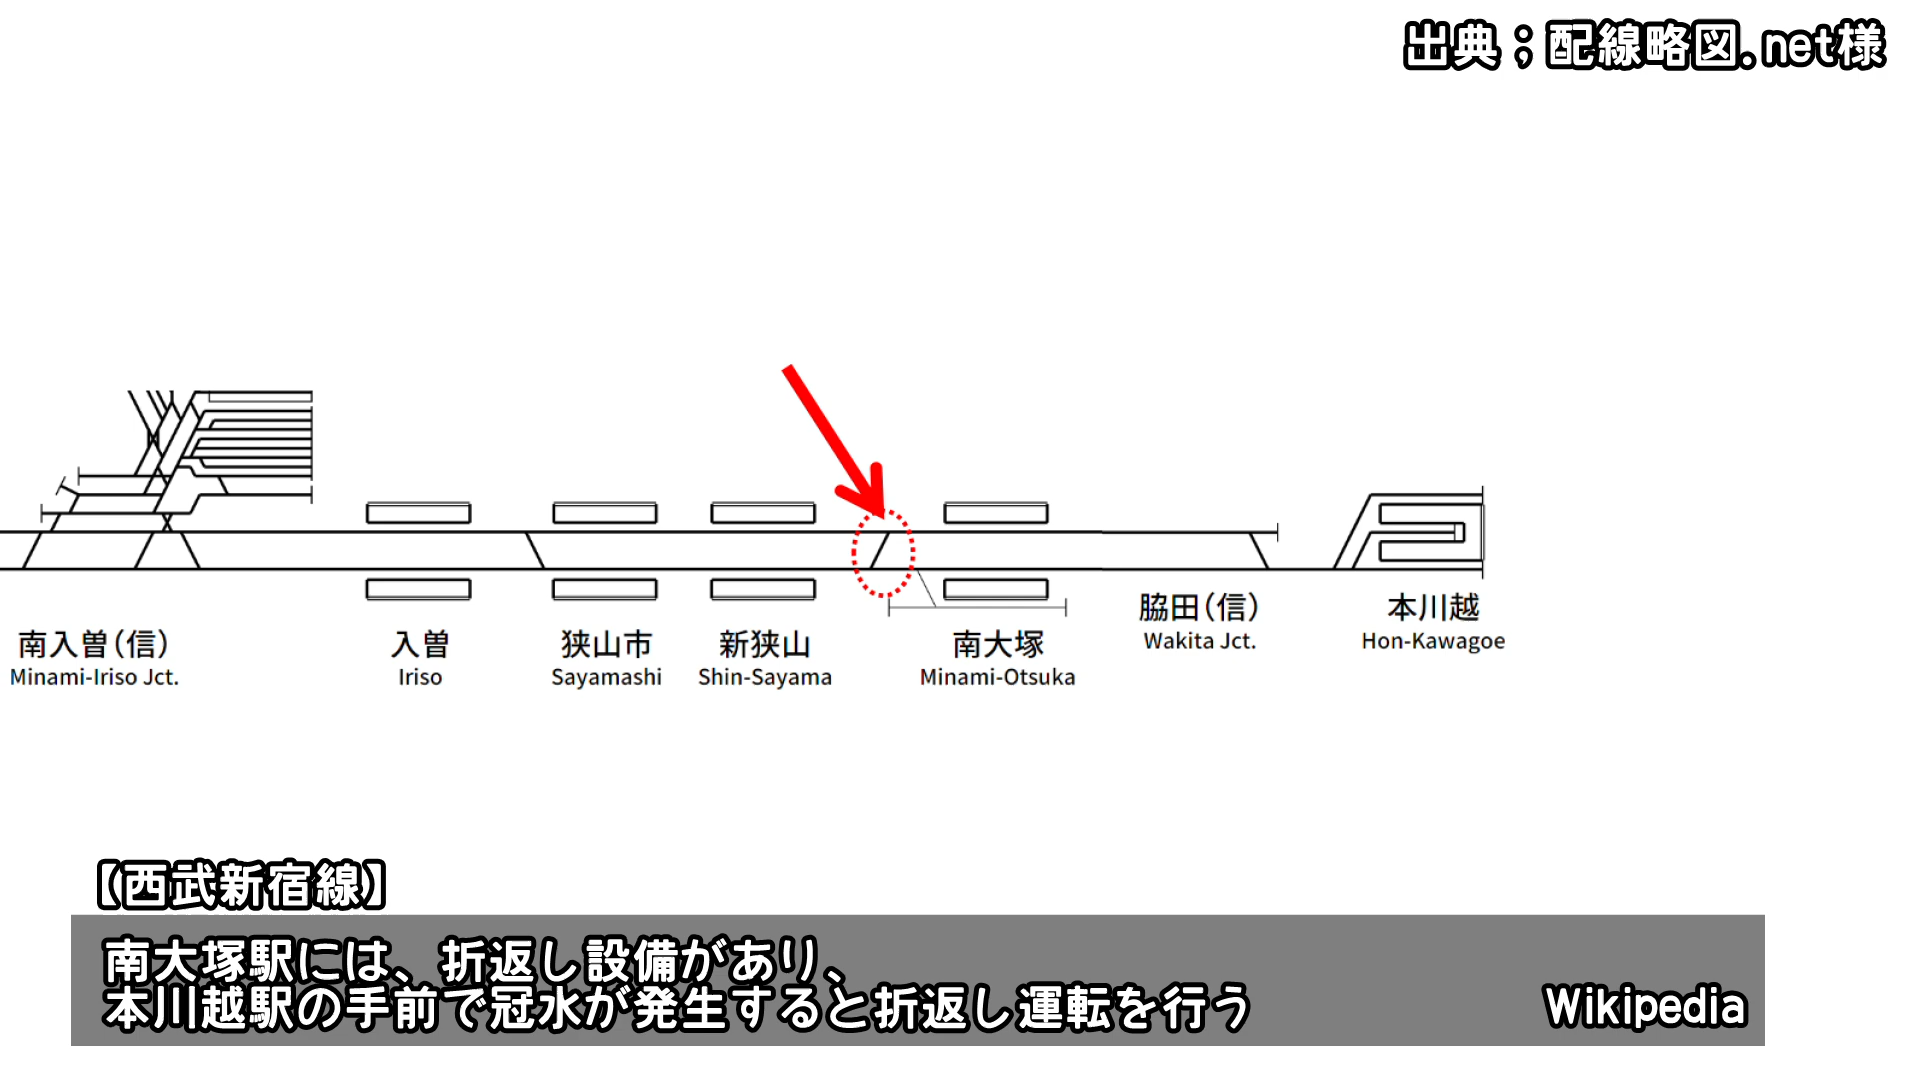 出典；配線略図.net様
南入曽（信）
Minami-Iriso Jct.
入曽
Iriso
狭山市
Sayamashi
新狭山
Shin-Sayama
南大塚
Minami-Otsuka
脇田（信）
Wakita Jct.
本川越
Hon-Kawagoe
【西武新宿線】
南大塚駅には、折返し設備があり、
本川越駅の手前で冠水が発生すると折返し運転を行う
Wikipedia